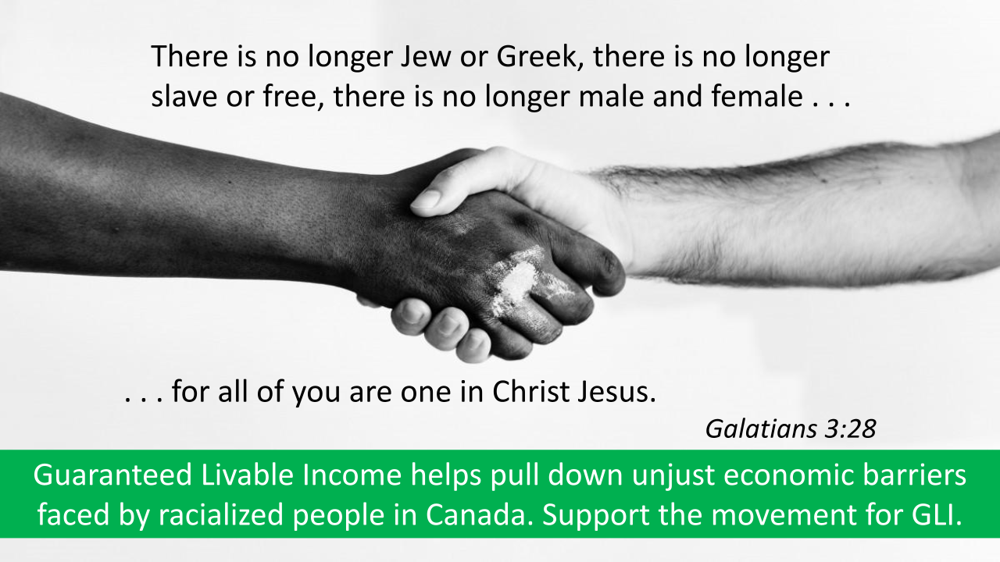 There is no longer Jew or Greek, there is no longer
slave or free, there is no longer male and female . . .
. . . for all of you are one in Christ Jesus.
Galatians 3:28
Guaranteed Livable Income helps pull down unjust economic barriers
faced by racialized people in Canada. Support the movement for GLI.